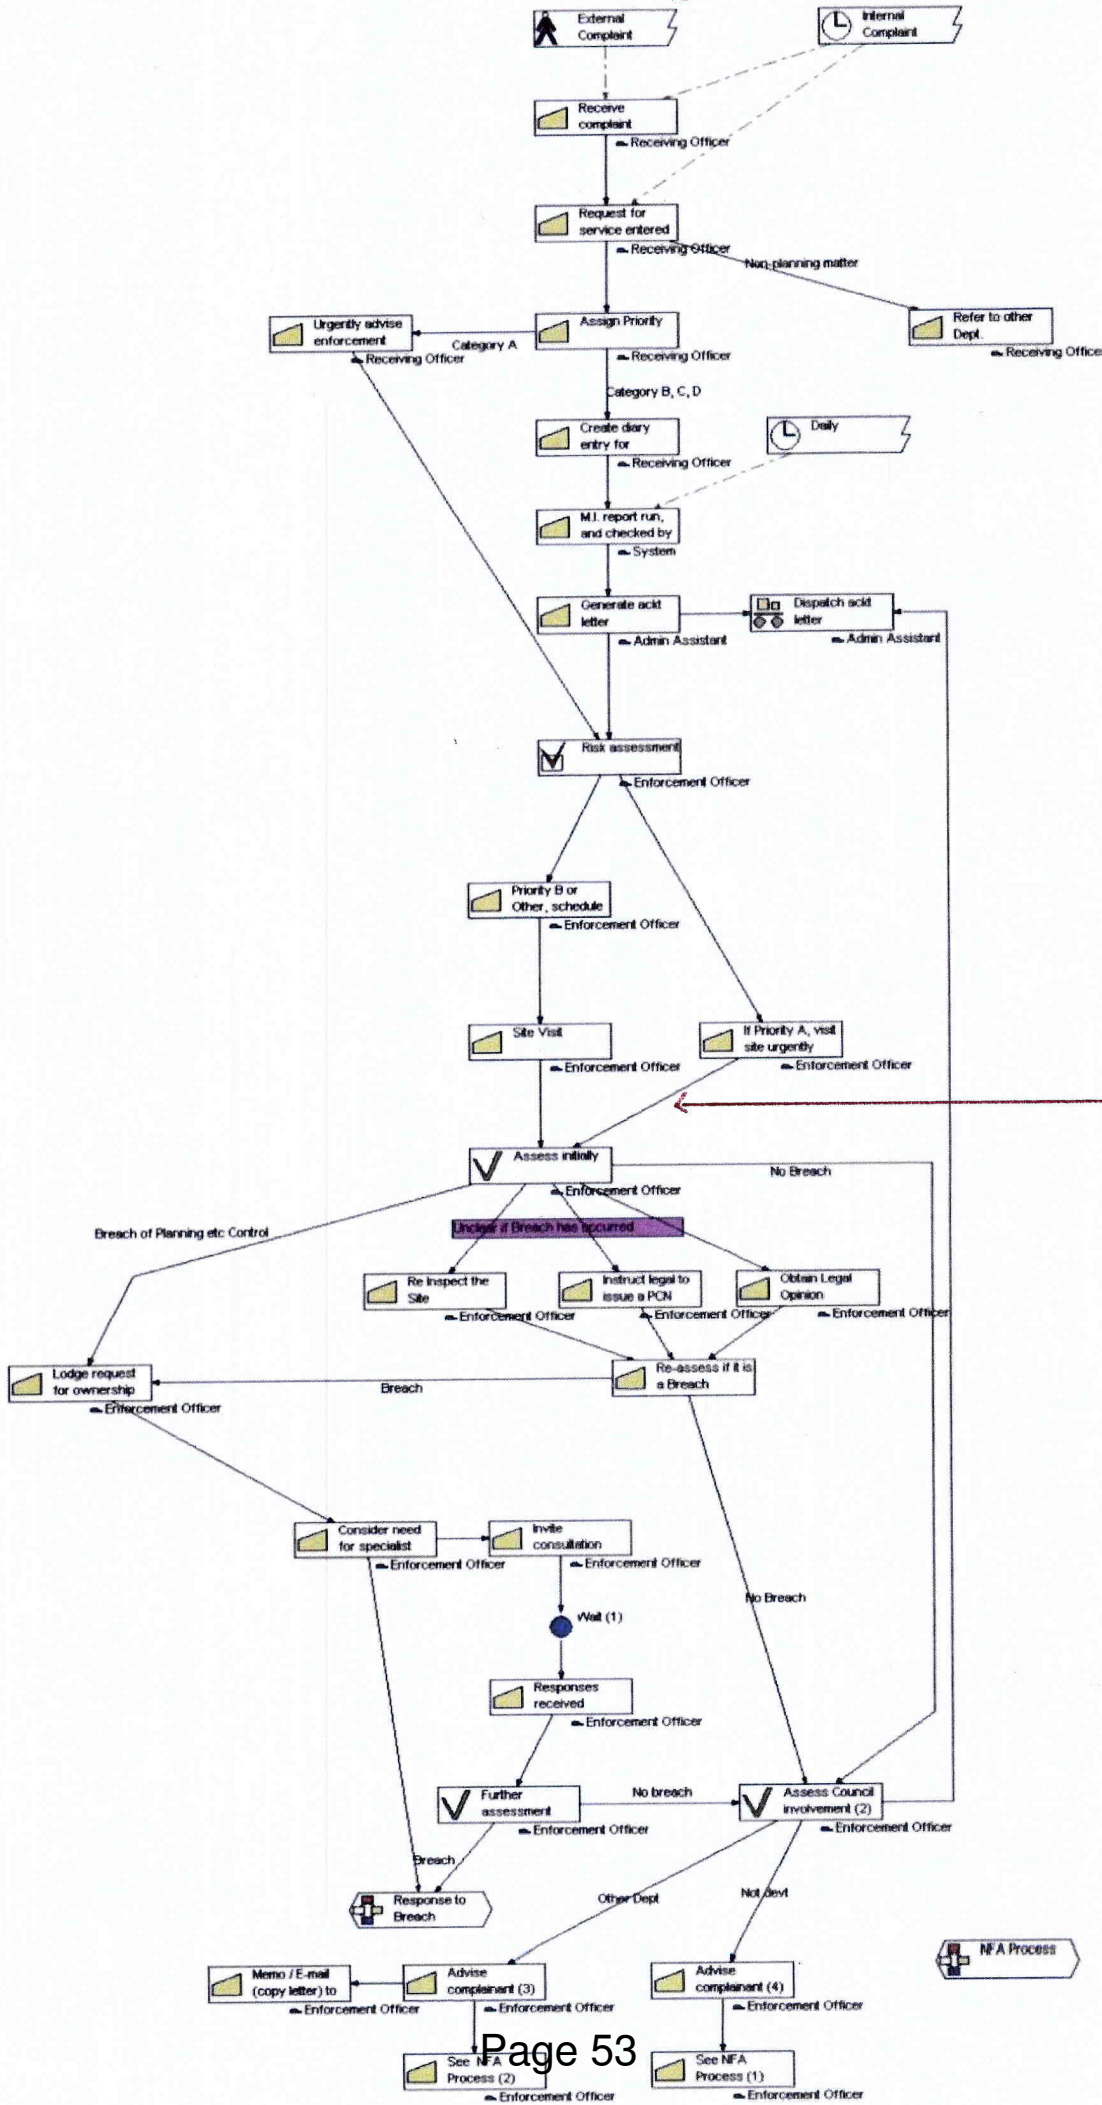 External
Complaint
Internal
Complaint
Receive
complaint
Receiving Officer
Request for
service entered
Receiving Officer
Non-planning matter
Refer to other
Dept.
Receiving Office
Urgently advise
enforcement
Receiving Officer
Category A
Assign Priority
Receiving Officer
Category B, C, D
Create diary
entry for
Receiving Officer
Daily
M.I. report run,
and checked by
System
Generate ackt
letter
Admin Assistant
Dispatch ackt
letter
Admin Assistant
Risk assessment
Enforcement Officer
Priority B or
Other, schedule
Enforcement Officer
Site Visit
Enforcement Officer
If Priority A, visit
site urgently
Enforcement Officer
Assess initially
Enforcement Officer
No Breach
Breach of Planning etc Control
Unclear if Breach has occurred
Re Inspect the
Site
Enforcement Officer
Instruct legal to
issue a PCN
Enforcement Officer
Obtain Legal
Opinion
Enforcement Officer
Lodge request
for ownership
Enforcement Officer
Breach
Re-assess if it is
a Breach
Consider need
for specialist
Enforcement Officer
Invite
consultation
Enforcement Officer
No Breach
Wait (1)
Responses
received
Enforcement Officer
Further
assessment
Enforcement Officer
No breach
Assess Council
involvement (2)
Enforcement Officer
Breach
Response to
Breach
Other Dept
Not devt
NFA Process
Memo / E-mail
(copy letter) to
Enforcement Officer
Advise
complainant (3)
Enforcement Officer
Advise
complainant (4)
Enforcement Officer
See NFA
Process (2)
Enforcement Officer
Page 53
See NFA
Process (1)
Enforcement Officer